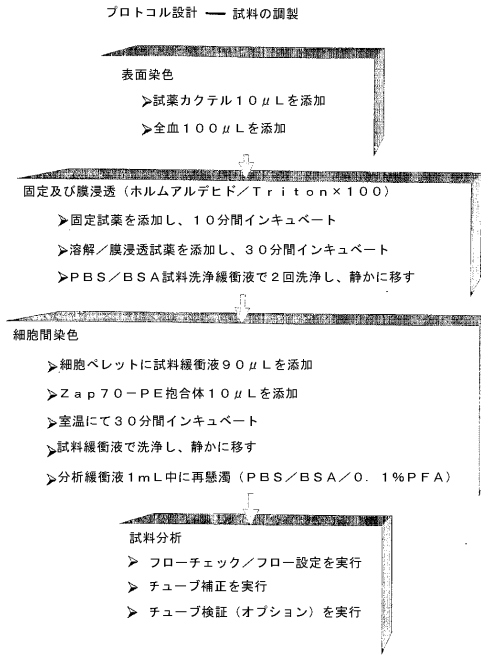 プロトコル設計 ― 試料の調製
表面染色
➢試薬カクテル10μLを添加
➢全血100μLを添加
固定及び膜浸透(ホルムアルデヒド/Triton×100)
➢固定試薬を添加し、10分間インキュベート
➢溶解/膜浸透試薬を添加し、30分間インキュベート
➢PBS/BSA試料洗浄緩衝液で2回洗浄し、静かに移す
細胞間染色
➢細胞ペレットに試料緩衝液90μLを添加
➢Zap70-PE抱合体10μLを添加
➢室温にて30分間インキュベート
➢試料緩衝液で洗浄し、静かに移す
➢分析緩衝液1mL中に再懸濁(PBS/BSA/0.1%PFA)
試料分析
➢ フローチェック/フロー設定を実行
➢ チューブ補正を実行
➢ チューブ検証(オプション)を実行